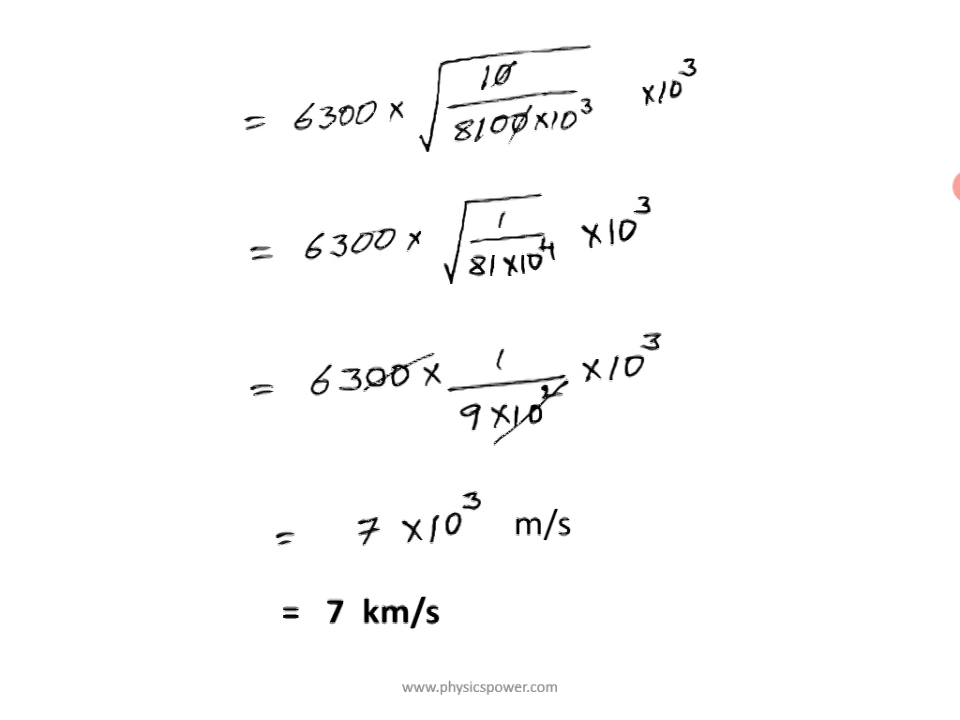 = 6300 × √(10 / 8100×10³) ×10³
= 6300 × √(1 / 81×10⁴) ×10³
= 6300 × 1 / 9×10² ×10³
= 7 ×10³ m/s
= 7 km/s
www.physicspower.com